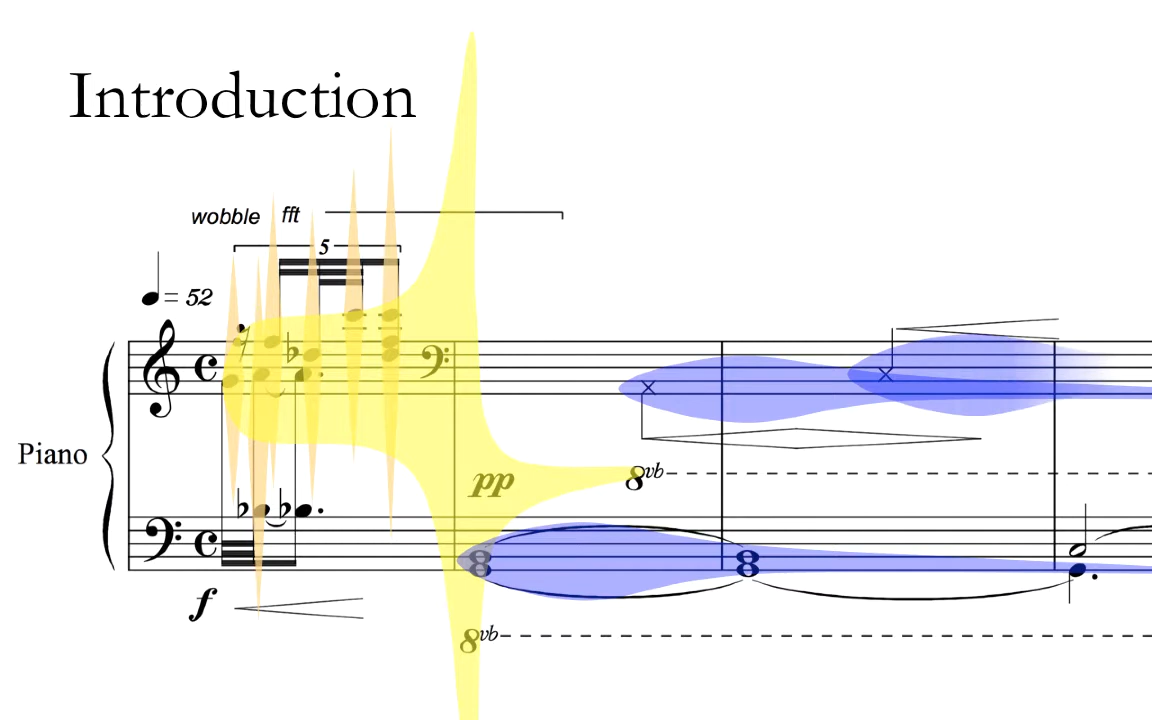 Introduction
wobble fft
5
= 52
Piano
pp
8vb
f
8vb